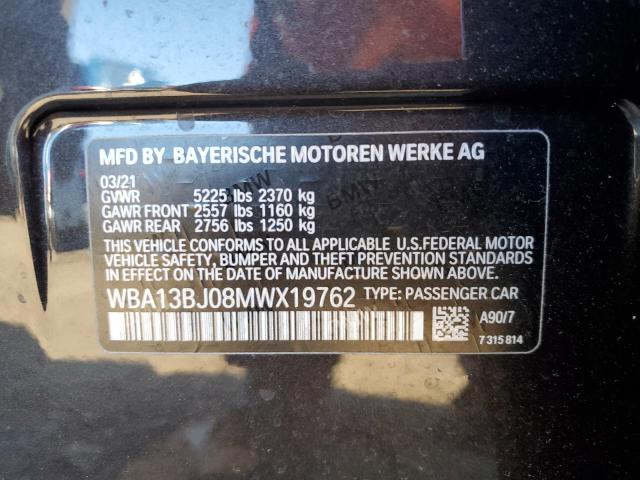 MFD BY BAYERISCHE MOTOREN WERKE AG
03/21
GVWR 5225 lbs 2370 kg
GAWR FRONT 2557 lbs 1160 kg
GAWR REAR 2756 lbs 1250 kg
THIS VEHICLE CONFORMS TO ALL APPLICABLE U.S.FEDERAL MOTOR
VEHICLE SAFETY, BUMPER AND THEFT PREVENTION STANDARDS
IN EFFECT ON THE DATE OF MANUFACTURE SHOWN ABOVE.
WBA13BJ08MWX19762 TYPE: PASSENGER CAR
A90/7
7 315 814
BMW
BMW